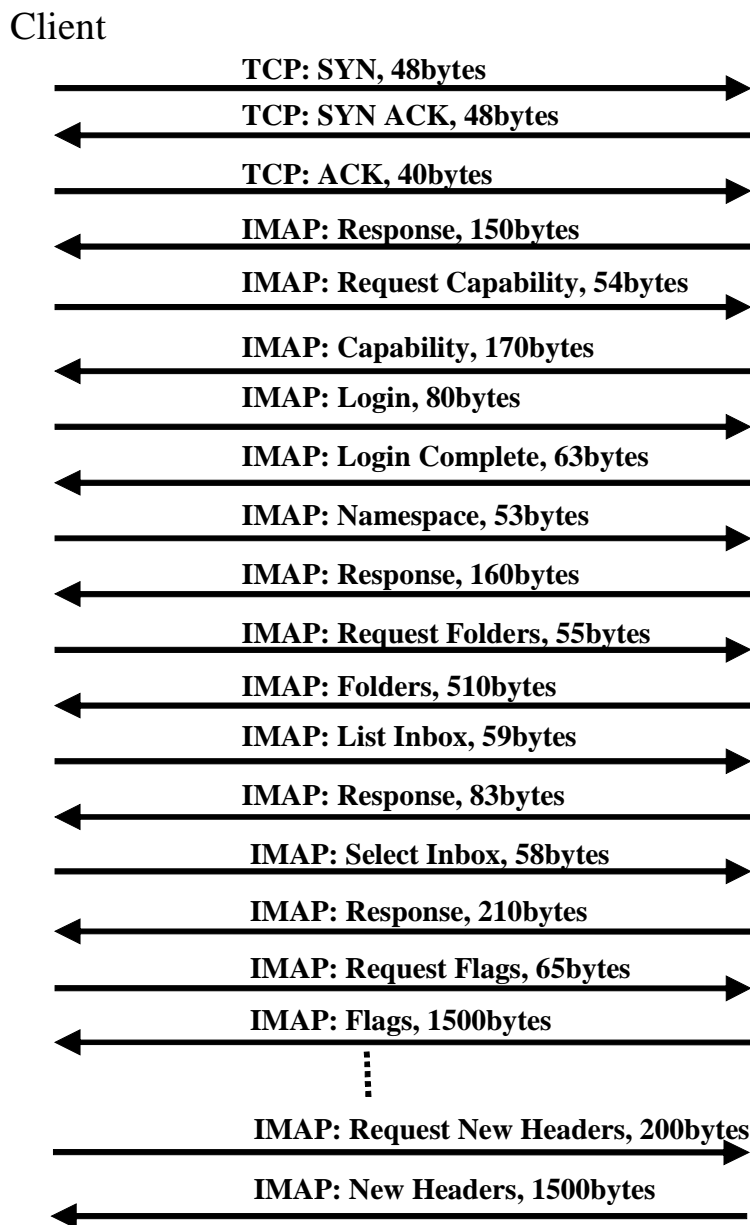 Client
TCP: SYN, 48bytes
TCP: SYN ACK, 48bytes
TCP: ACK, 40bytes
IMAP: Response, 150bytes
IMAP: Request Capability, 54bytes
IMAP: Capability, 170bytes
IMAP: Login, 80bytes
IMAP: Login Complete, 63bytes
IMAP: Namespace, 53bytes
IMAP: Response, 160bytes
IMAP: Request Folders, 55bytes
IMAP: Folders, 510bytes
IMAP: List Inbox, 59bytes
IMAP: Response, 83bytes
IMAP: Select Inbox, 58bytes
IMAP: Response, 210bytes
IMAP: Request Flags, 65bytes
IMAP: Flags, 1500bytes
IMAP: Request New Headers, 200bytes
IMAP: New Headers, 1500bytes